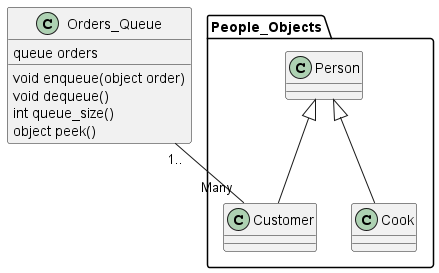 Orders_Queue
queue orders
void enqueue(object order)
void dequeue()
int queue_size()
object peek()
People_Objects
C Person
1..
Many
C Customer
C Cook